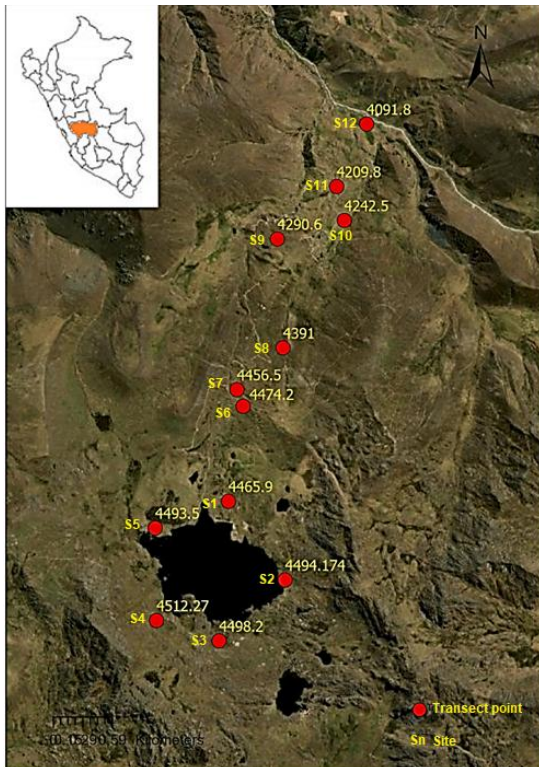 N
4091.8
S12
4209.8
S11
4242.5
S10
4290.6
S9
4391
S8
4456.5
S7
4474.2
S6
4465.9
S1
4493.5
S5
4494.174
S2
4512.27
S4
4498.2
S3
Transect point
Sn Site
Kilometers